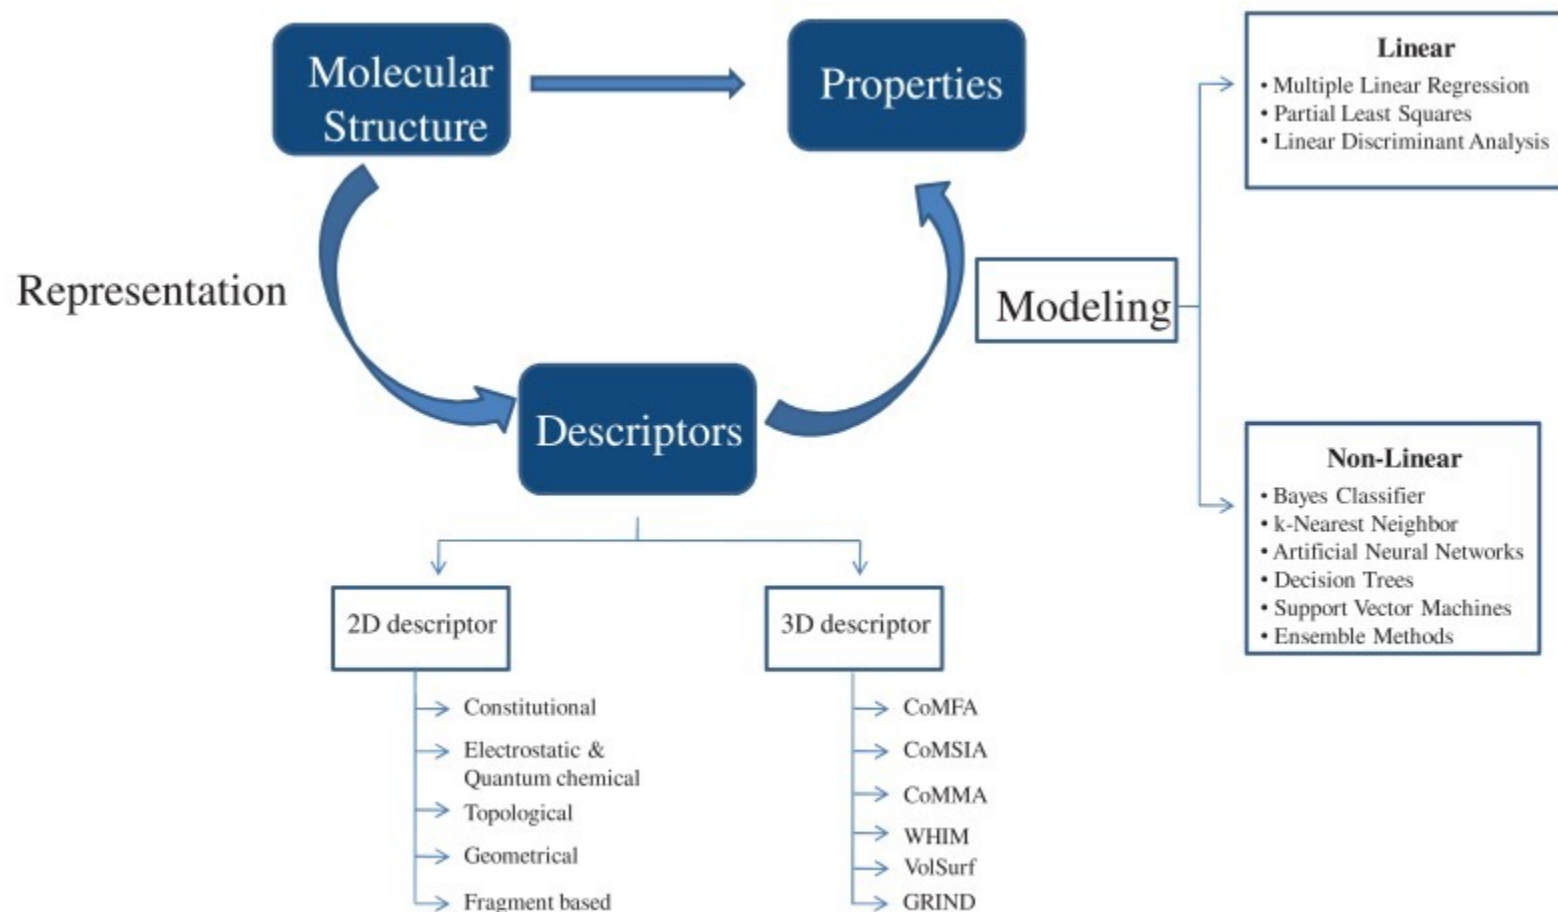 Molecular
Structure
Properties
Representation
Descriptors
Modeling
Linear
• Multiple Linear Regression
• Partial Least Squares
• Linear Discriminant Analysis
Non-Linear
• Bayes Classifier
• k-Nearest Neighbor
• Artificial Neural Networks
• Decision Trees
• Support Vector Machines
• Ensemble Methods
2D descriptor
Constitutional
Electrostatic &
Quantum chemical
Topological
Geometrical
Fragment based
3D descriptor
CoMFA
CoMSIA
CoMMA
WHIM
VolSurf
GRIND